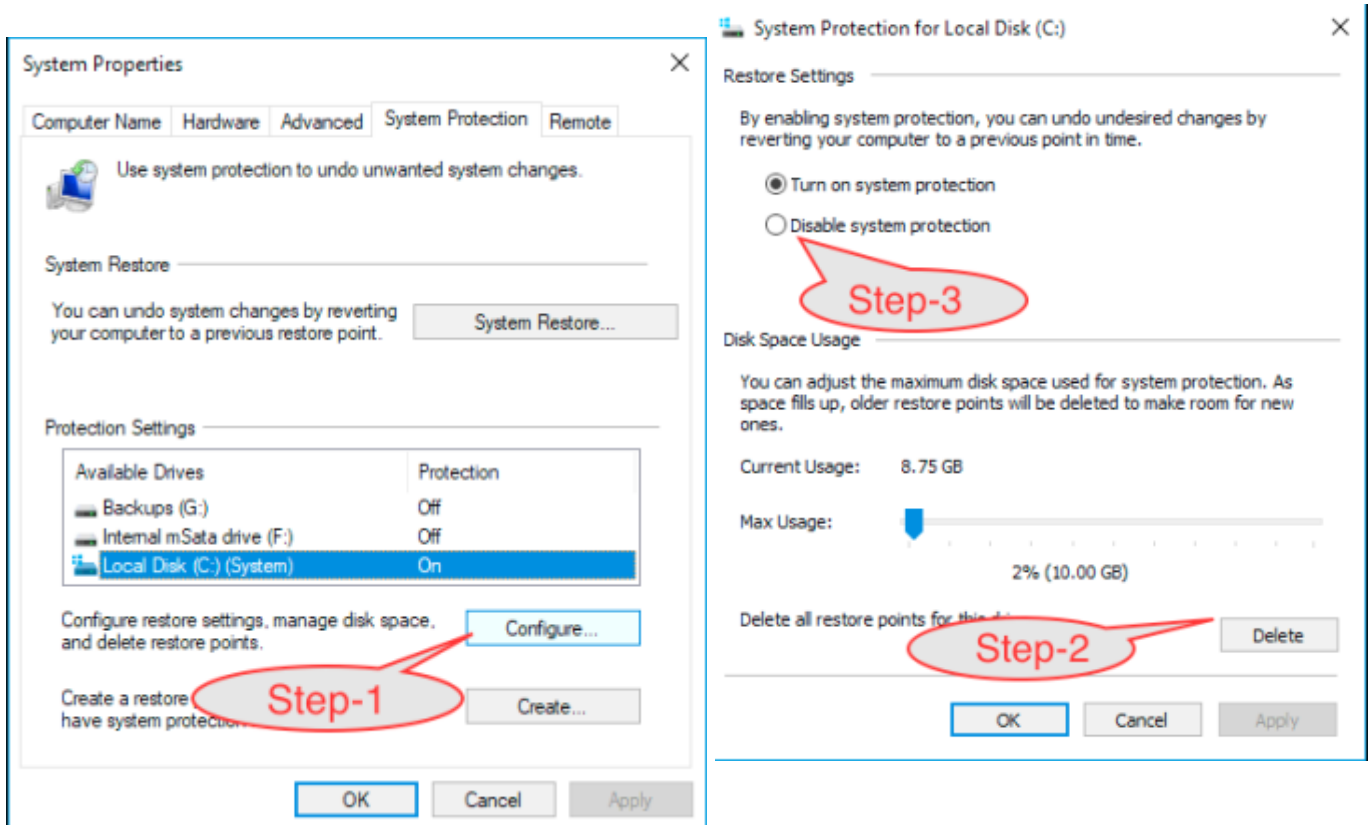 System Properties
Computer Name Hardware Advanced System Protection Remote
Use system protection to undo unwanted system changes.
System Restore
You can undo system changes by reverting
your computer to a previous restore point.
System Restore...
Protection Settings
Available Drives Protection
Backups (G:) Off
Internal mSata drive (F:) Off
Local Disk (C:) (System) On
Configure restore settings, manage disk space,
and delete restore points.
Configure...
Step-1
Create a restore
have system protection
Create...
OK Cancel Apply
System Protection for Local Disk (C:)
Restore Settings
By enabling system protection, you can undo undesired changes by
reverting your computer to a previous point in time.
Turn on system protection
Disable system protection
Step-3
Disk Space Usage
You can adjust the maximum disk space used for system protection. As
space fills up, older restore points will be deleted to make room for new
ones.
Current Usage: 8.75 GB
Max Usage:
2% (10.00 GB)
Delete all restore points for this
Step-2
Delete
OK Cancel Apply